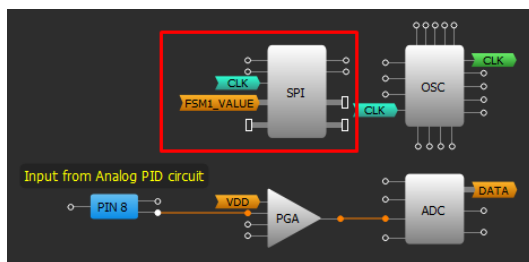 CLK
CLK
SPI
OSC
FSM1_VALUE
CLK
Input from Analog PID circuit
VDD
DATA
PIN 8
PGA
ADC